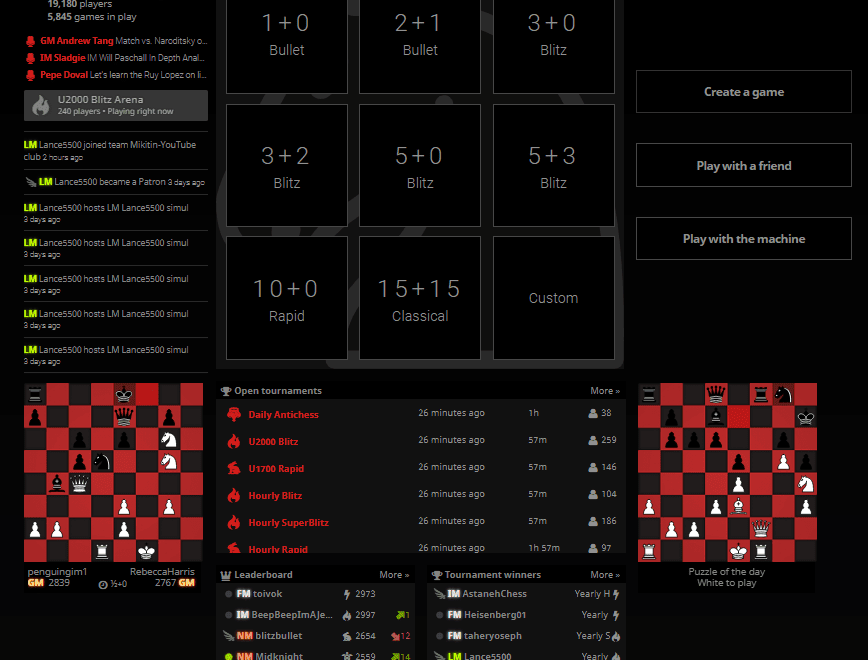 19,180 players
5,845 games in play
GM Andrew Tang Match vs. Naroditsky o...
IM Sladgie IM Will Paschall In Depth Anal...
Pepe Doval Let's learn the Ruy Lopez on li...
U2000 Blitz Arena
240 players • Playing right now
LM Lance5500 joined team Mikitin-YouTube
club 2 hours ago
LM Lance5500 became a Patron 3 days ago
LM Lance5500 hosts LM Lance5500 simul
3 days ago
LM Lance5500 hosts LM Lance5500 simul
3 days ago
LM Lance5500 hosts LM Lance5500 simul
3 days ago
LM Lance5500 hosts LM Lance5500 simul
3 days ago
LM Lance5500 hosts LM Lance5500 simul
3 days ago
1+0
Bullet
2+1
Bullet
3+0
Blitz
3+2
Blitz
5+0
Blitz
5+3
Blitz
10+0
Rapid
15+15
Classical
Custom
Create a game
Play with a friend
Play with the machine
penguingim1 RebeccaHarris
GM 2839 ½+0 2767 GM
Open tournaments More »
Daily Antichess 26 minutes ago 1h 38
U2000 Blitz 26 minutes ago 57m 259
U1700 Rapid 26 minutes ago 57m 146
Hourly Blitz 26 minutes ago 57m 104
Hourly SuperBlitz 26 minutes ago 57m 186
Hourly Rapid 26 minutes ago 1h 57m 97
Puzzle of the day
White to play
Leaderboard More »
FM toivok 2973
IM BeepBeepImAJe... 2997 1
NM blitzbullet 2654 12
NM Midknight 2559 14
Tournament winners More »
IM AstanehChess Yearly H
FM Heisenberg01 Yearly
FM taheryoseph Yearly S
LM Lance5500 Yearly